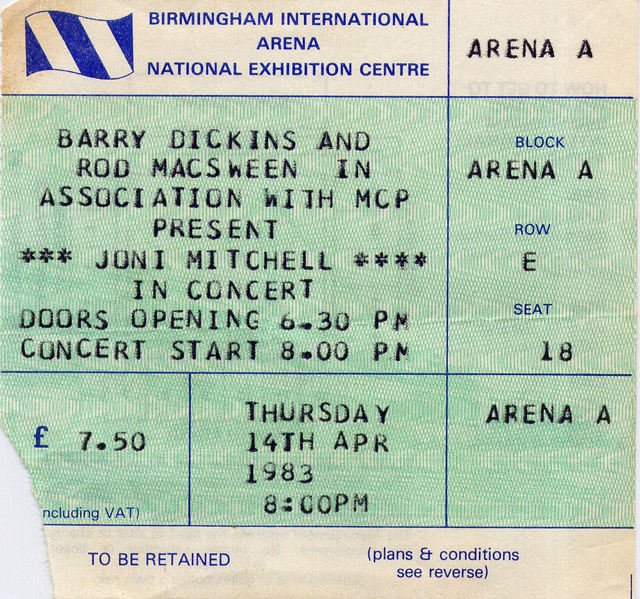 BIRMINGHAM INTERNATIONAL
ARENA
NATIONAL EXHIBITION CENTRE
ARENA A
BARRY DICKINS AND
ROD MACSWEEN IN
ASSOCIATION WITH MCP
PRESENT
*** JONI MITCHELL ****
IN CONCERT
DOORS OPENING 6.30 PM
CONCERT START 8.00 PM
BLOCK
ARENA A
ROW
E
SEAT
18
£ 7.50
ncluding VAT)
THURSDAY
14TH APR
1983
8:00PM
ARENA A
TO BE RETAINED
(plans & conditions
see reverse)